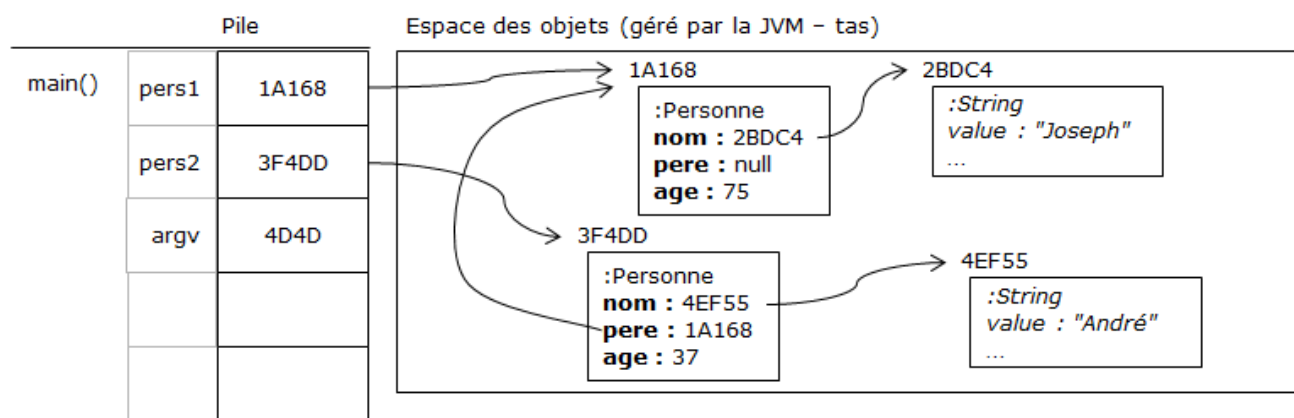 Pile
Espace des objets (géré par la JVM – tas)
main()
pers1
1A168
pers2
3F4DD
argv
4D4D
1A168
:Personne
nom : 2BDC4
pere : null
age : 75
2BDC4
:String
value : "Joseph"
...
3F4DD
:Personne
nom : 4EF55
pere : 1A168
age : 37
4EF55
:String
value : "André"
...